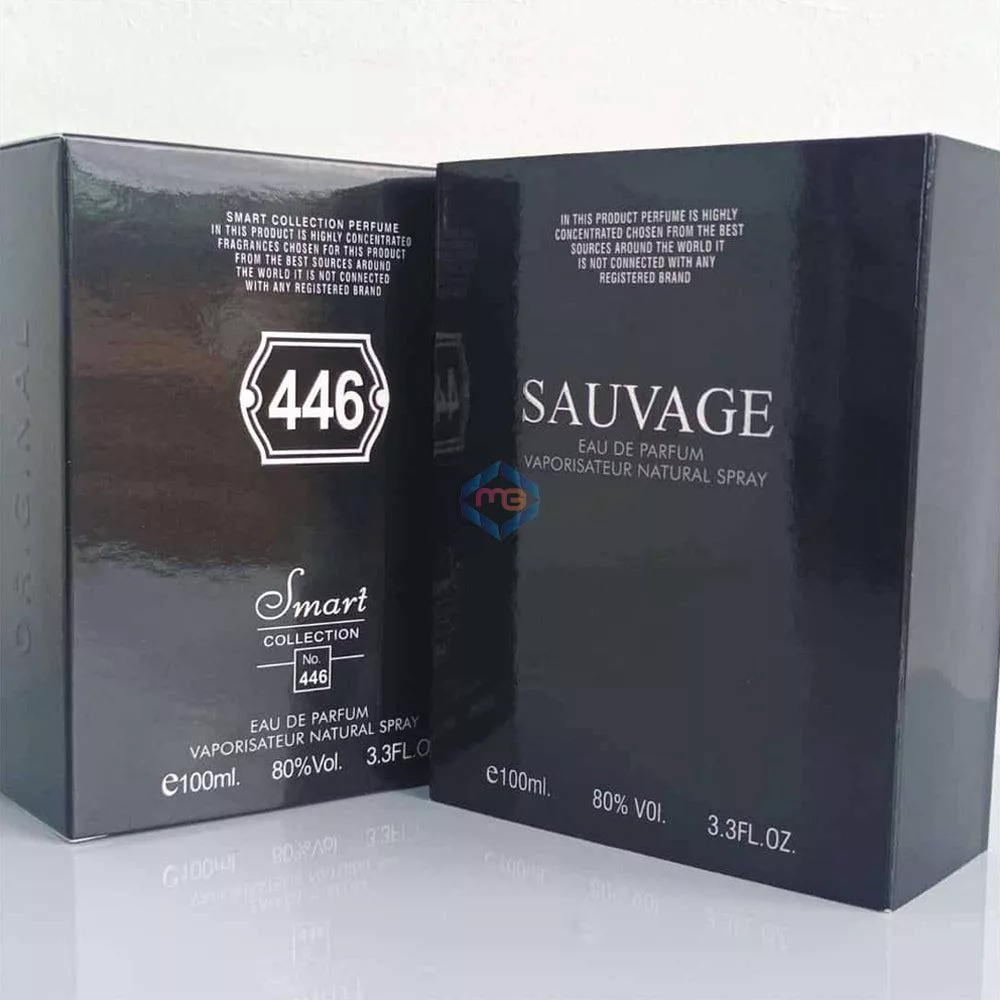 SMART COLLECTION PERFUME
IN THIS PRODUCT IS HIGHLY CONCENTRATED
FRAGRANCES CHOSEN FOR THIS PRODUCT
FROM THE BEST SOURCES AROUND
THE WORLD IT IS NOT CONNECTED
WITH ANY REGISTERED BRAND
446
Smart
COLLECTION
No.
446
EAU DE PARFUM
VAPORISATEUR NATURAL SPRAY
e100ml. 80%Vol. 3.3FL.O
ORIGINAL
IN THIS PRODUCT PERFUME IS HIGHLY
CONCENTRATED CHOSEN FROM THE BEST
SOURCES AROUND THE WORLD IT
IS NOT CONNECTED WITH ANY
REGISTERED BRAND
SAUVAGE
EAU DE PARFUM
VAPORISATEUR NATURAL SPRAY
e100ml. 80% V0l. 3.3FL.OZ.
MG